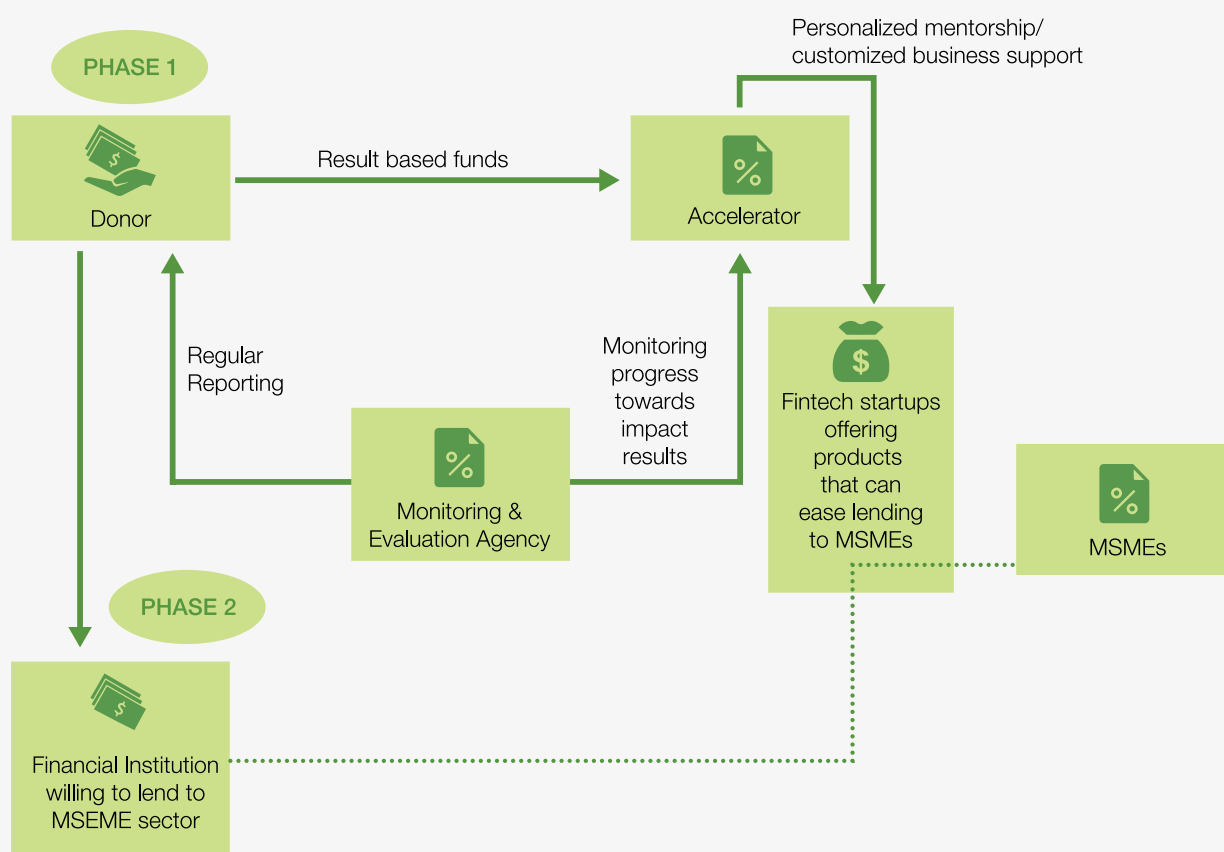 Personalized mentorship/
customized business support
PHASE 1
Donor
Result based funds
Accelerator
Regular
Reporting
Monitoring
progress
towards
impact
results
Monitoring &
Evaluation Agency
Fintech startups
offering
products
that can
ease lending
to MSMEs
MSMEs
PHASE 2
Financial Institution
willing to lend to
MSEME sector